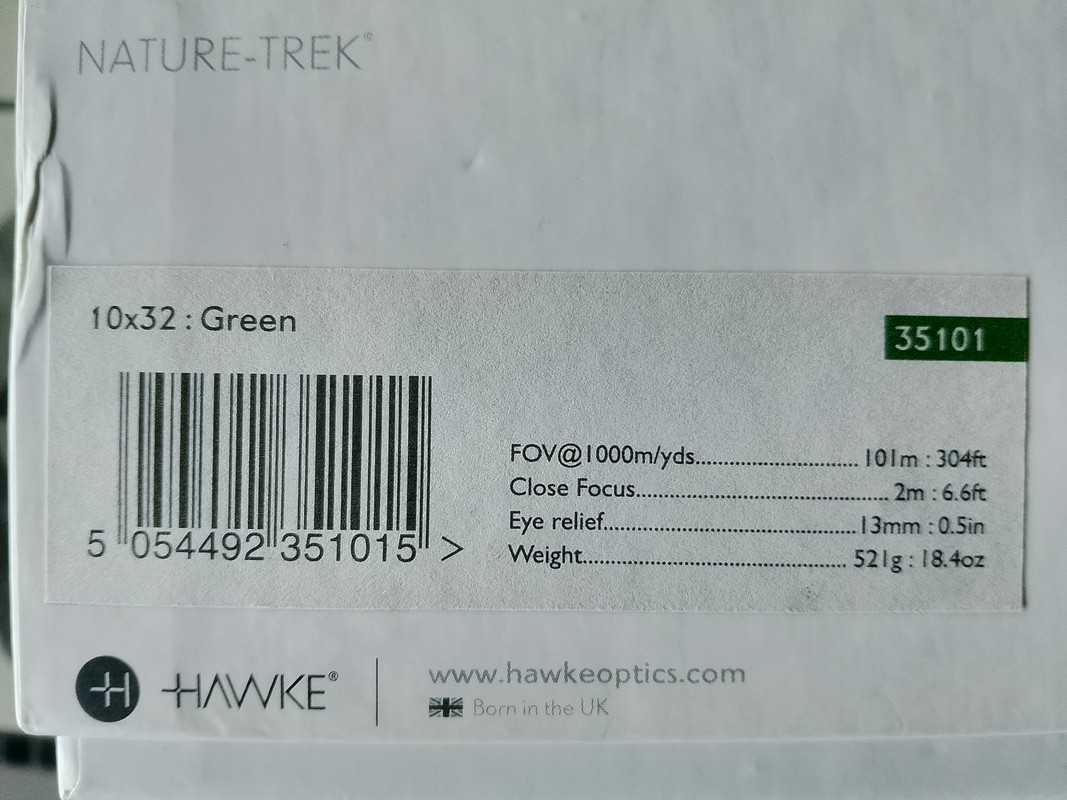 NATURE-TREK®
10x32 : Green
35101
FOV@1000m/yds.......................... 101m : 304ft
Close Focus........................................ 2m : 6.6ft
Eye relief........................................13mm : 0.5in
Weight.......................................... 521g : 18.4oz
5 054492 351015 >
H HAWKE®
www.hawkeoptics.com
Born in the UK